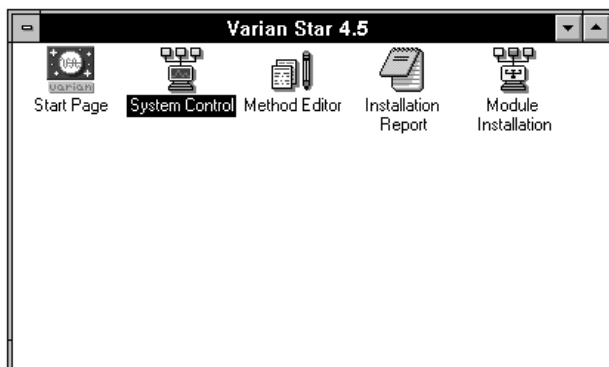 Varian Star 4.5
varian
Start Page
System Control
Method Editor
Installation
Report
Module
Installation